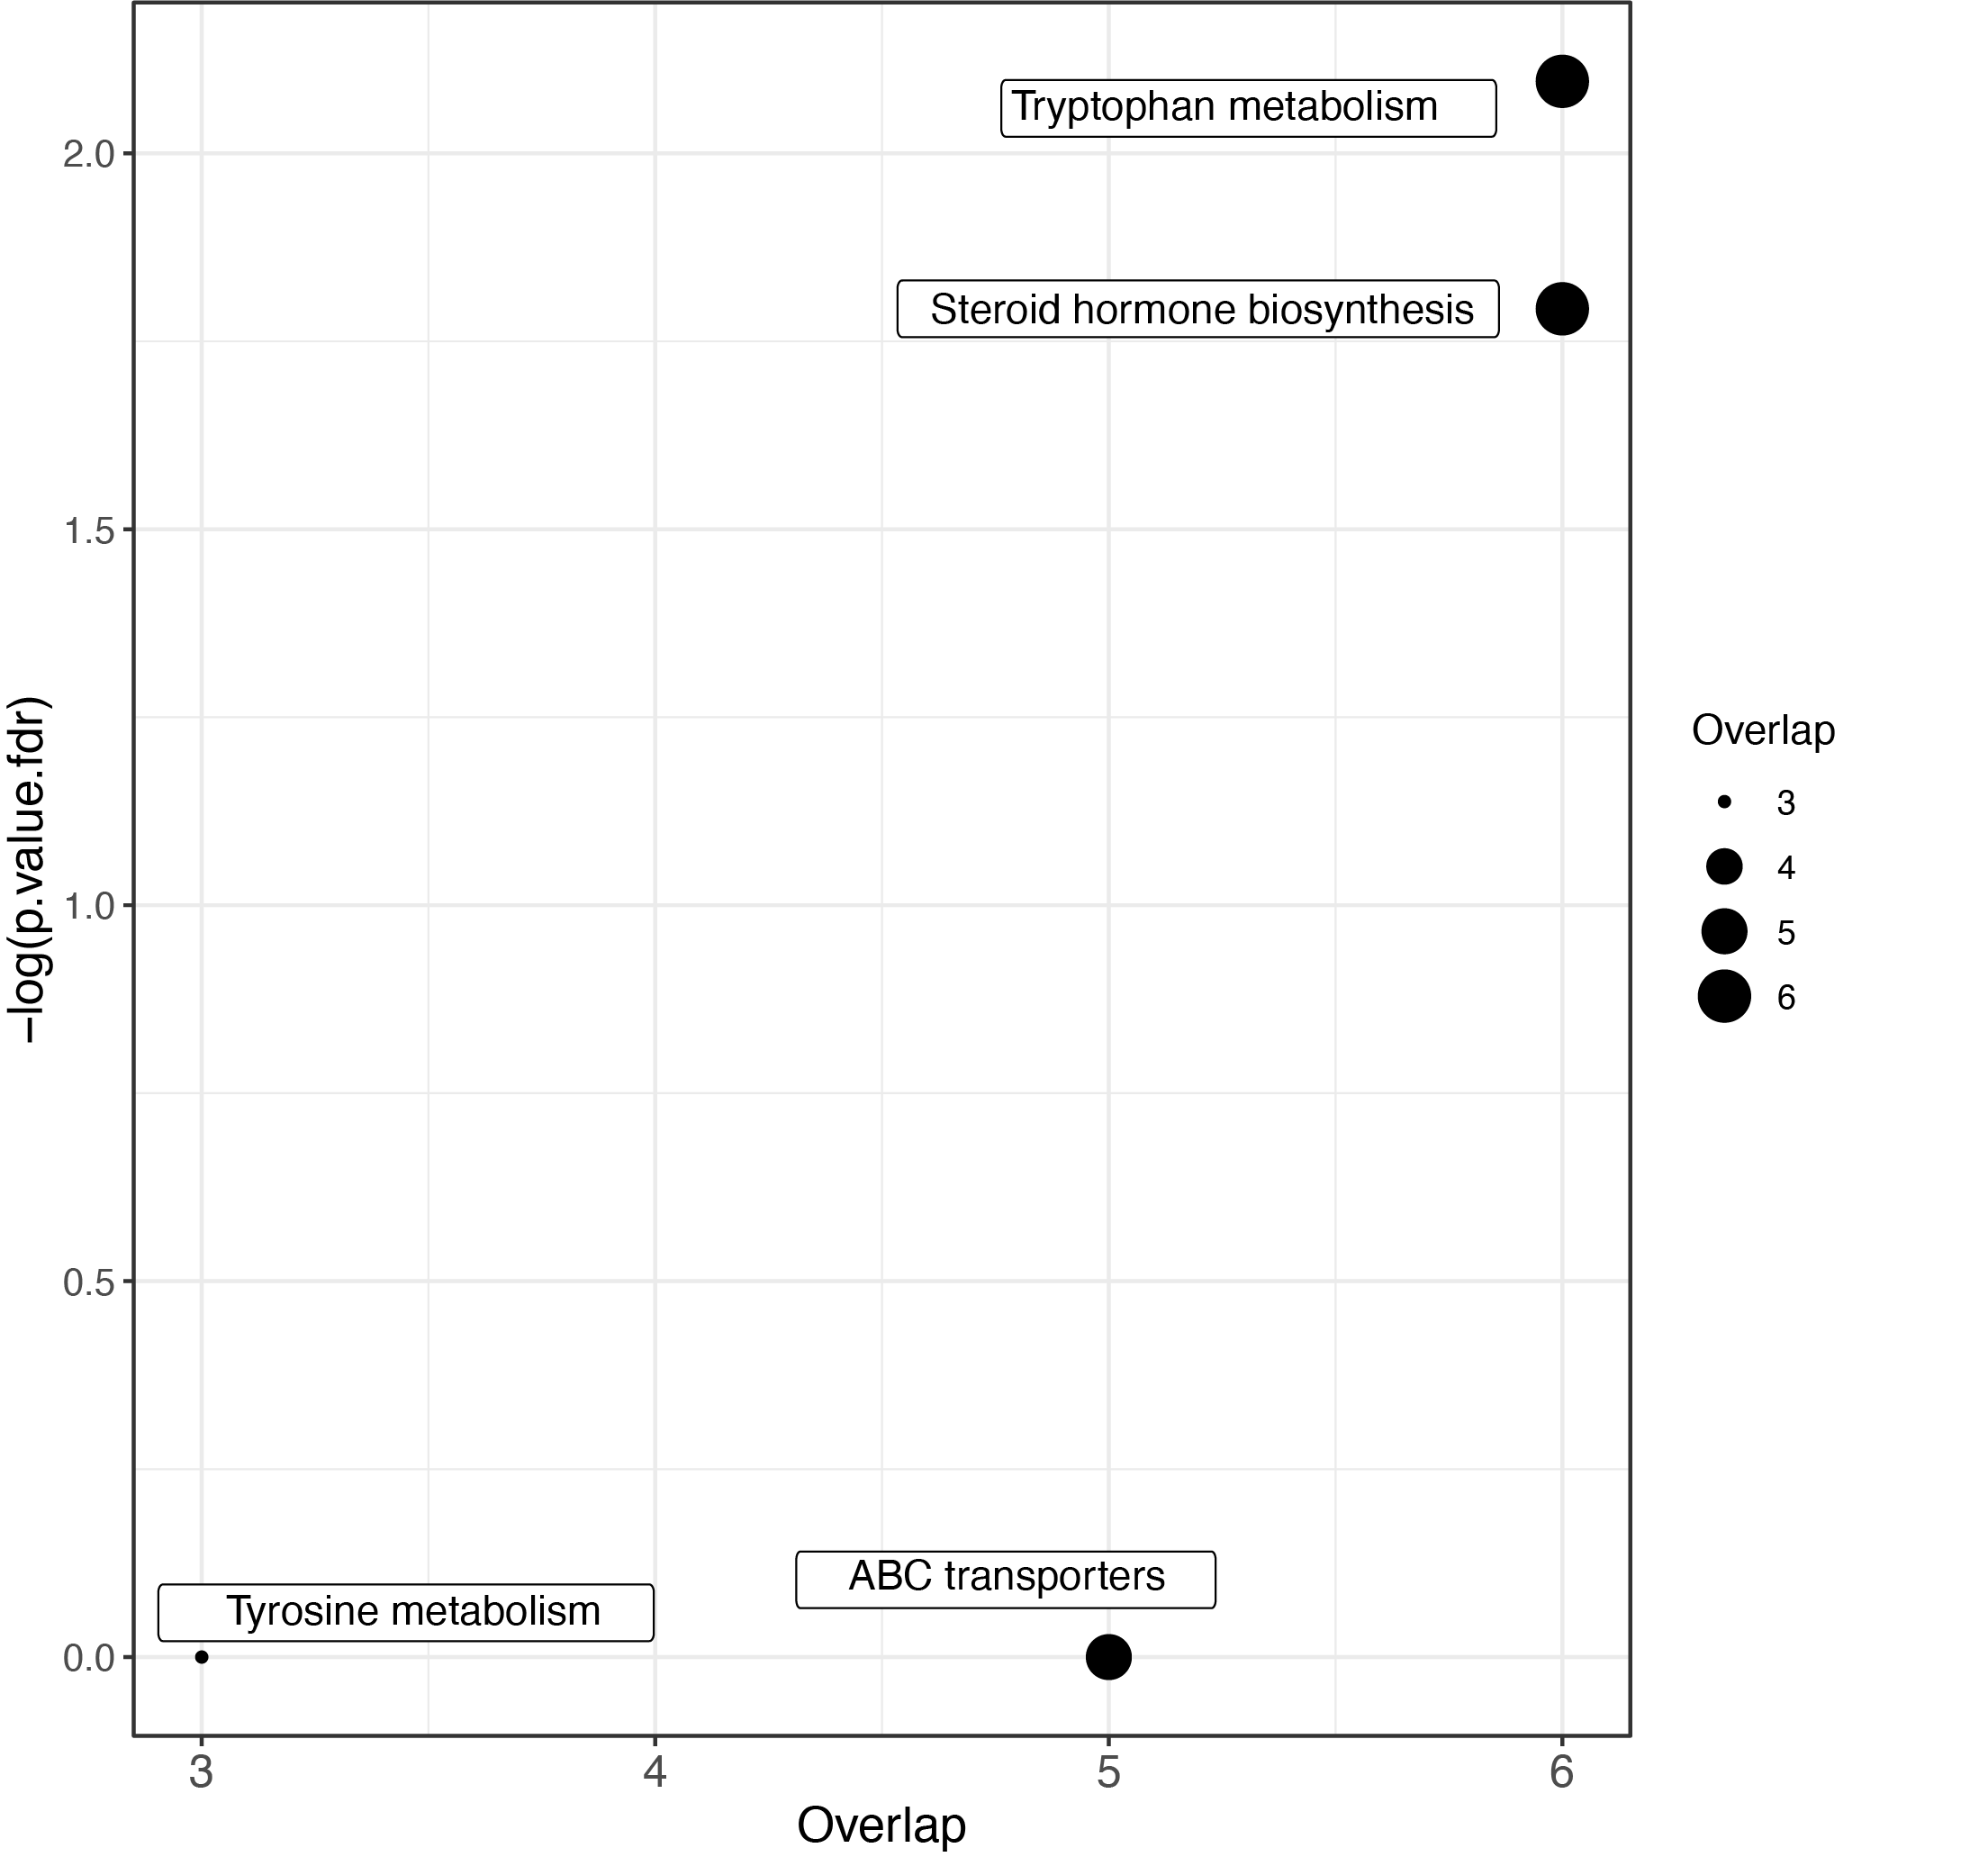 Tryptophan metabolism
2.0
Steroid hormone biosynthesis
1.5
−log(p.value.fdr)
Overlap
3
4
1.0
5
6
0.5
ABC transporters
Tyrosine metabolism
0.0
3 4 5 6
Overlap